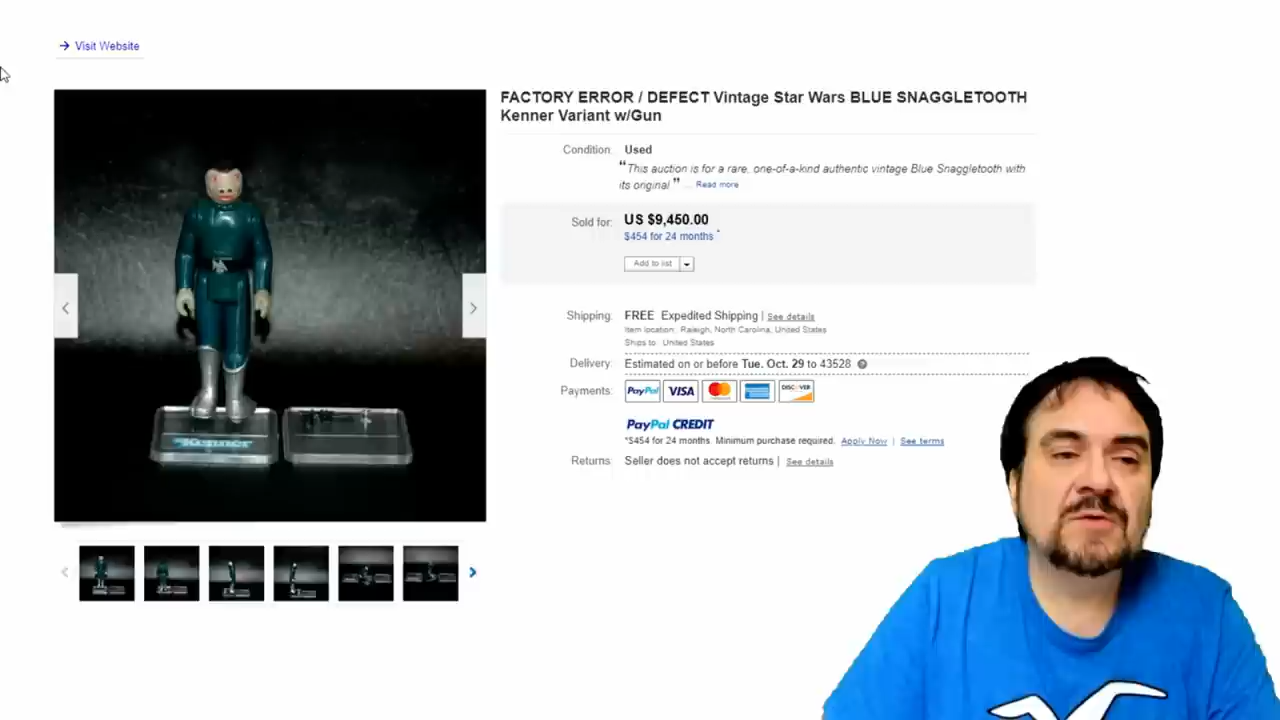 Visit Website
FACTORY ERROR / DEFECT Vintage Star Wars BLUE SNAGGLETOOTH
Kenner Variant w/Gun
Condition: Used
“This auction is for a rare, one-of-a-kind authentic vintage Blue Snaggletooth with
its original ” ... Read more
Sold for: US $9,450.00
$454 for 24 months *
Add to list
Shipping: FREE Expedited Shipping | See details
Item location: Raleigh, North Carolina, United States
Ships to: United States
Delivery: Estimated on or before Tue. Oct. 29 to 43528
Payments: PayPal VISA MasterCard DISCOVER
PayPal CREDIT
*$454 for 24 months. Minimum purchase required. Apply Now | See terms
Returns: Seller does not accept returns | See details
Kenner